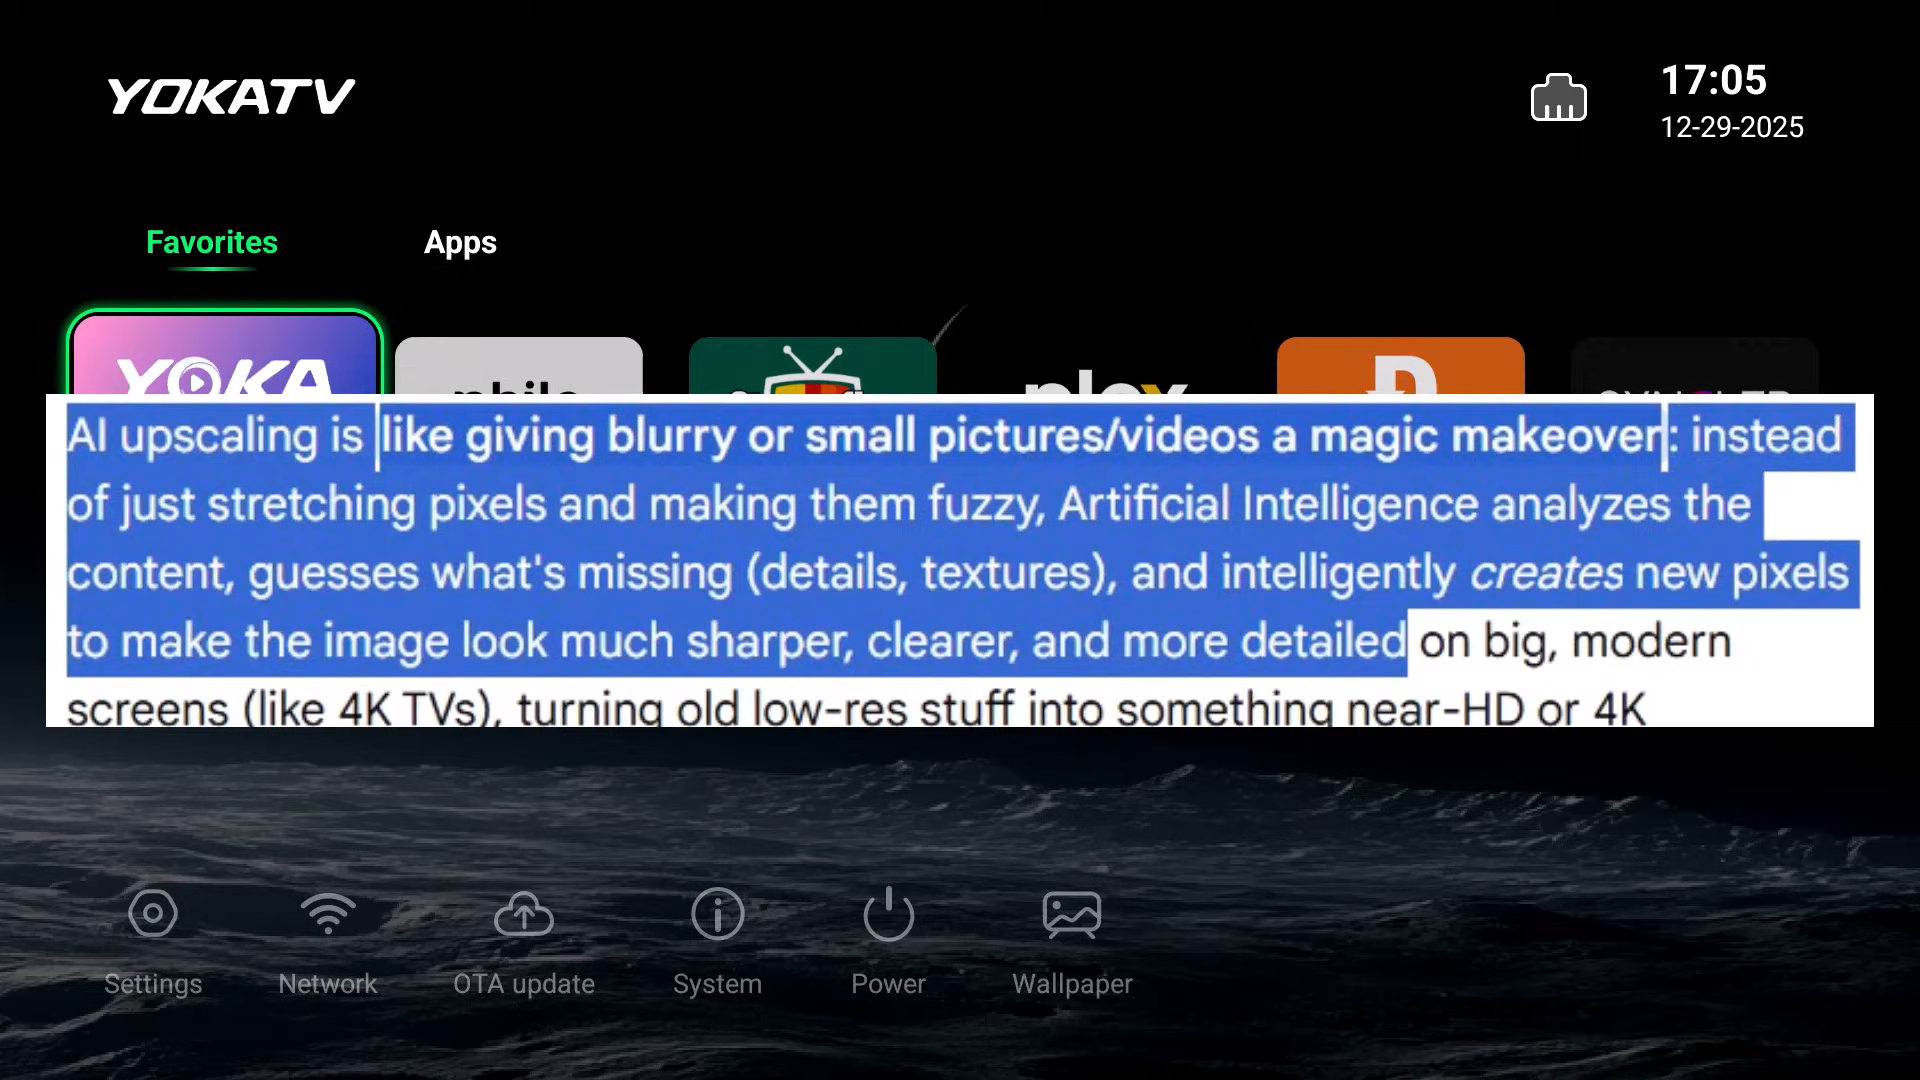 YOKATV
17:05
12-29-2025
Favorites
Apps
YOKA
philo
plex
AI upscaling is like giving blurry or small pictures/videos a magic makeover: instead
of just stretching pixels and making them fuzzy, Artificial Intelligence analyzes the
content, guesses what's missing (details, textures), and intelligently creates new pixels
to make the image look much sharper, clearer, and more detailed on big, modern
screens (like 4K TVs), turning old low-res stuff into something near-HD or 4K
Settings
Network
OTA update
System
Power
Wallpaper